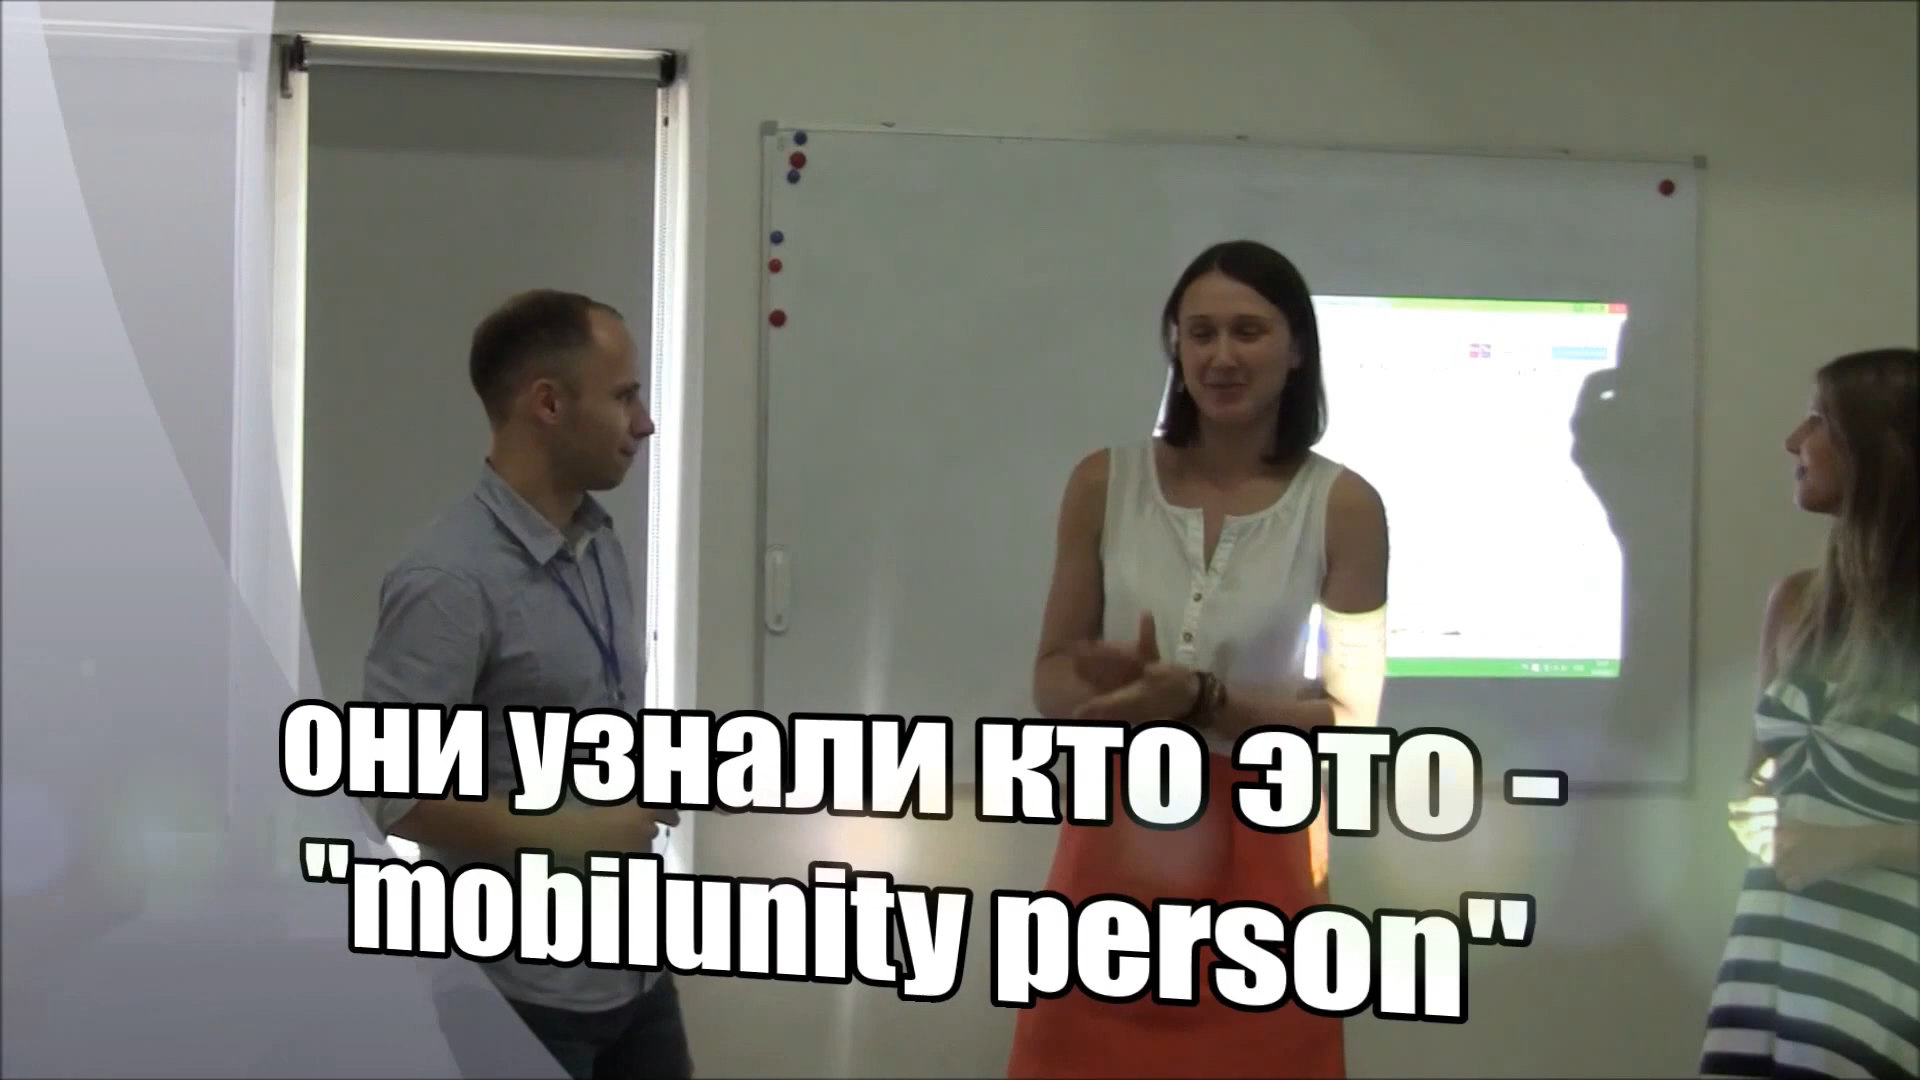 они узнали кто это -
"mobilunity person"